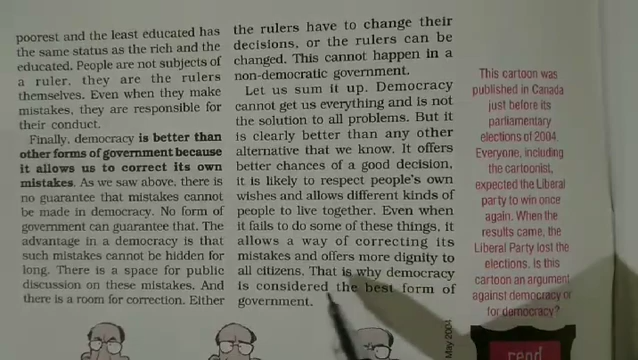 poorest and the least educated has
the same status as the rich and the
educated. People are not subjects of
a ruler, they are the rulers
themselves. Even when they make
mistakes, they are responsible for
their conduct.
Finally, democracy is better than
other forms of government because
it allows us to correct its own
mistakes. As we saw above, there is
no guarantee that mistakes cannot
be made in democracy. No form of
government can guarantee that. The
advantage in a democracy is that
such mistakes cannot be hidden for
long. There is a space for public
discussion on these mistakes. And
there is a room for correction. Either
the rulers have to change their
decisions, or the rulers can be
changed. This cannot happen in a
non-democratic government.
Let us sum it up. Democracy
cannot get us everything and is not
the solution to all problems. But it
is clearly better than any other
alternative that we know. It offers
better chances of a good decision,
it is likely to respect people's own
wishes and allows different kinds of
people to live together. Even when
it fails to do some of these things, it
allows a way of correcting its
mistakes and offers more dignity to
all citizens. That is why democracy
is considered the best form of
government.
This cartoon was
published in Canada
just before its
parliamentary
elections of 2004.
Everyone, including
the cartoonist,
expected the Liberal
party to win once
again. When the
results came, the
Liberal Party lost the
elections. Is this
cartoon an argument
against democracy or
for democracy?
May 2004
read